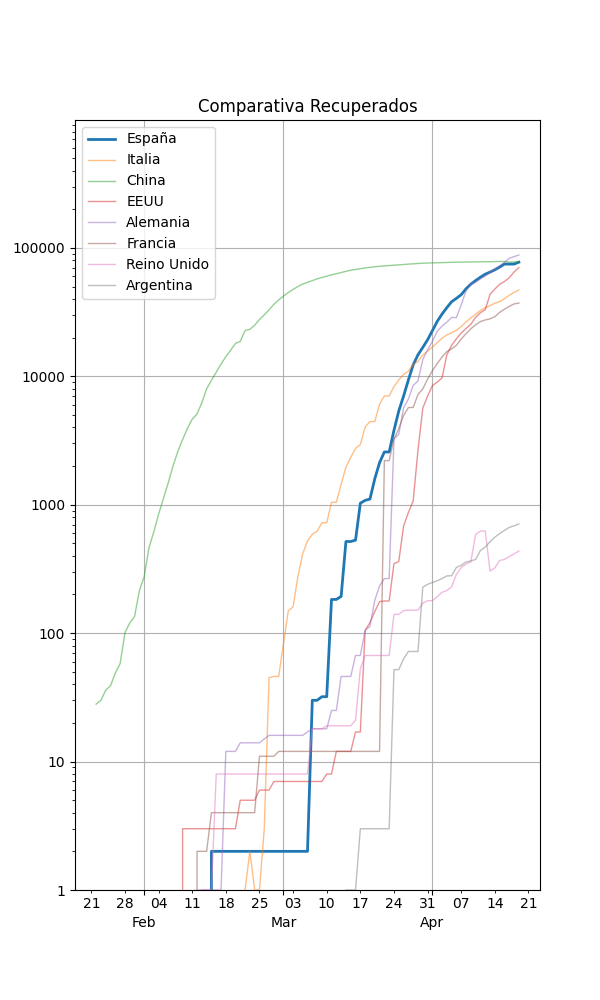 Comparativa Recuperados
España
Italia
China
EEUU
Alemania
Francia
Reino Unido
Argentina
100000
10000
1000
100
10
1
21 28 04 11 18 25 03 10 17 24 31 07 14 21
Feb Mar Apr